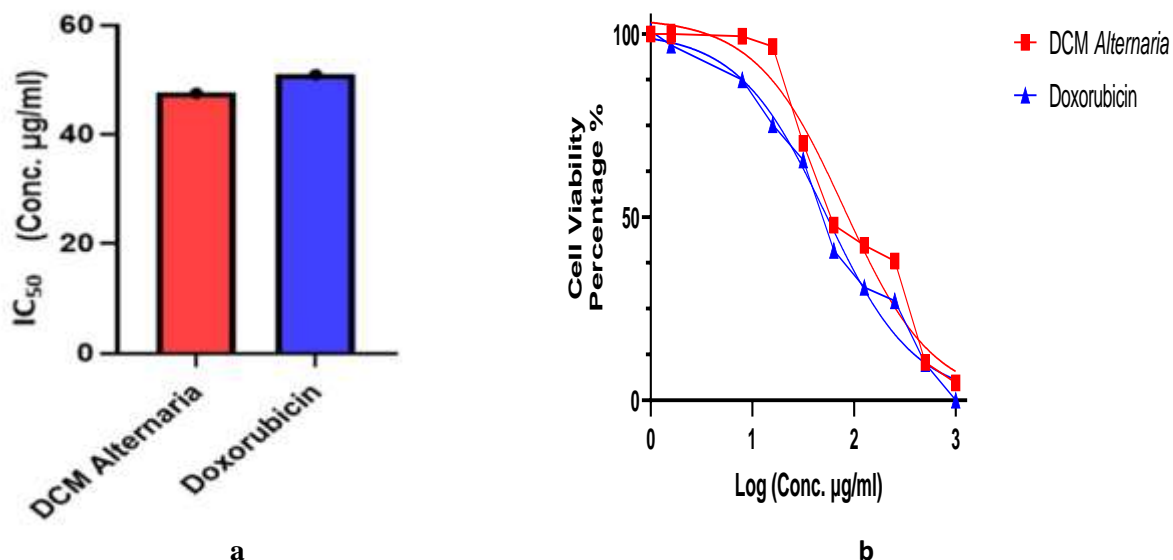 60
40
20
0
IC₅₀ (Conc. µg/ml)
DCM Alternaria
Doxorubicin
a
100
50
0
Cell Viability
Percentage %
0 1 2 3
Log (Conc. µg/ml)
DCM Alternaria
Doxorubicin
b